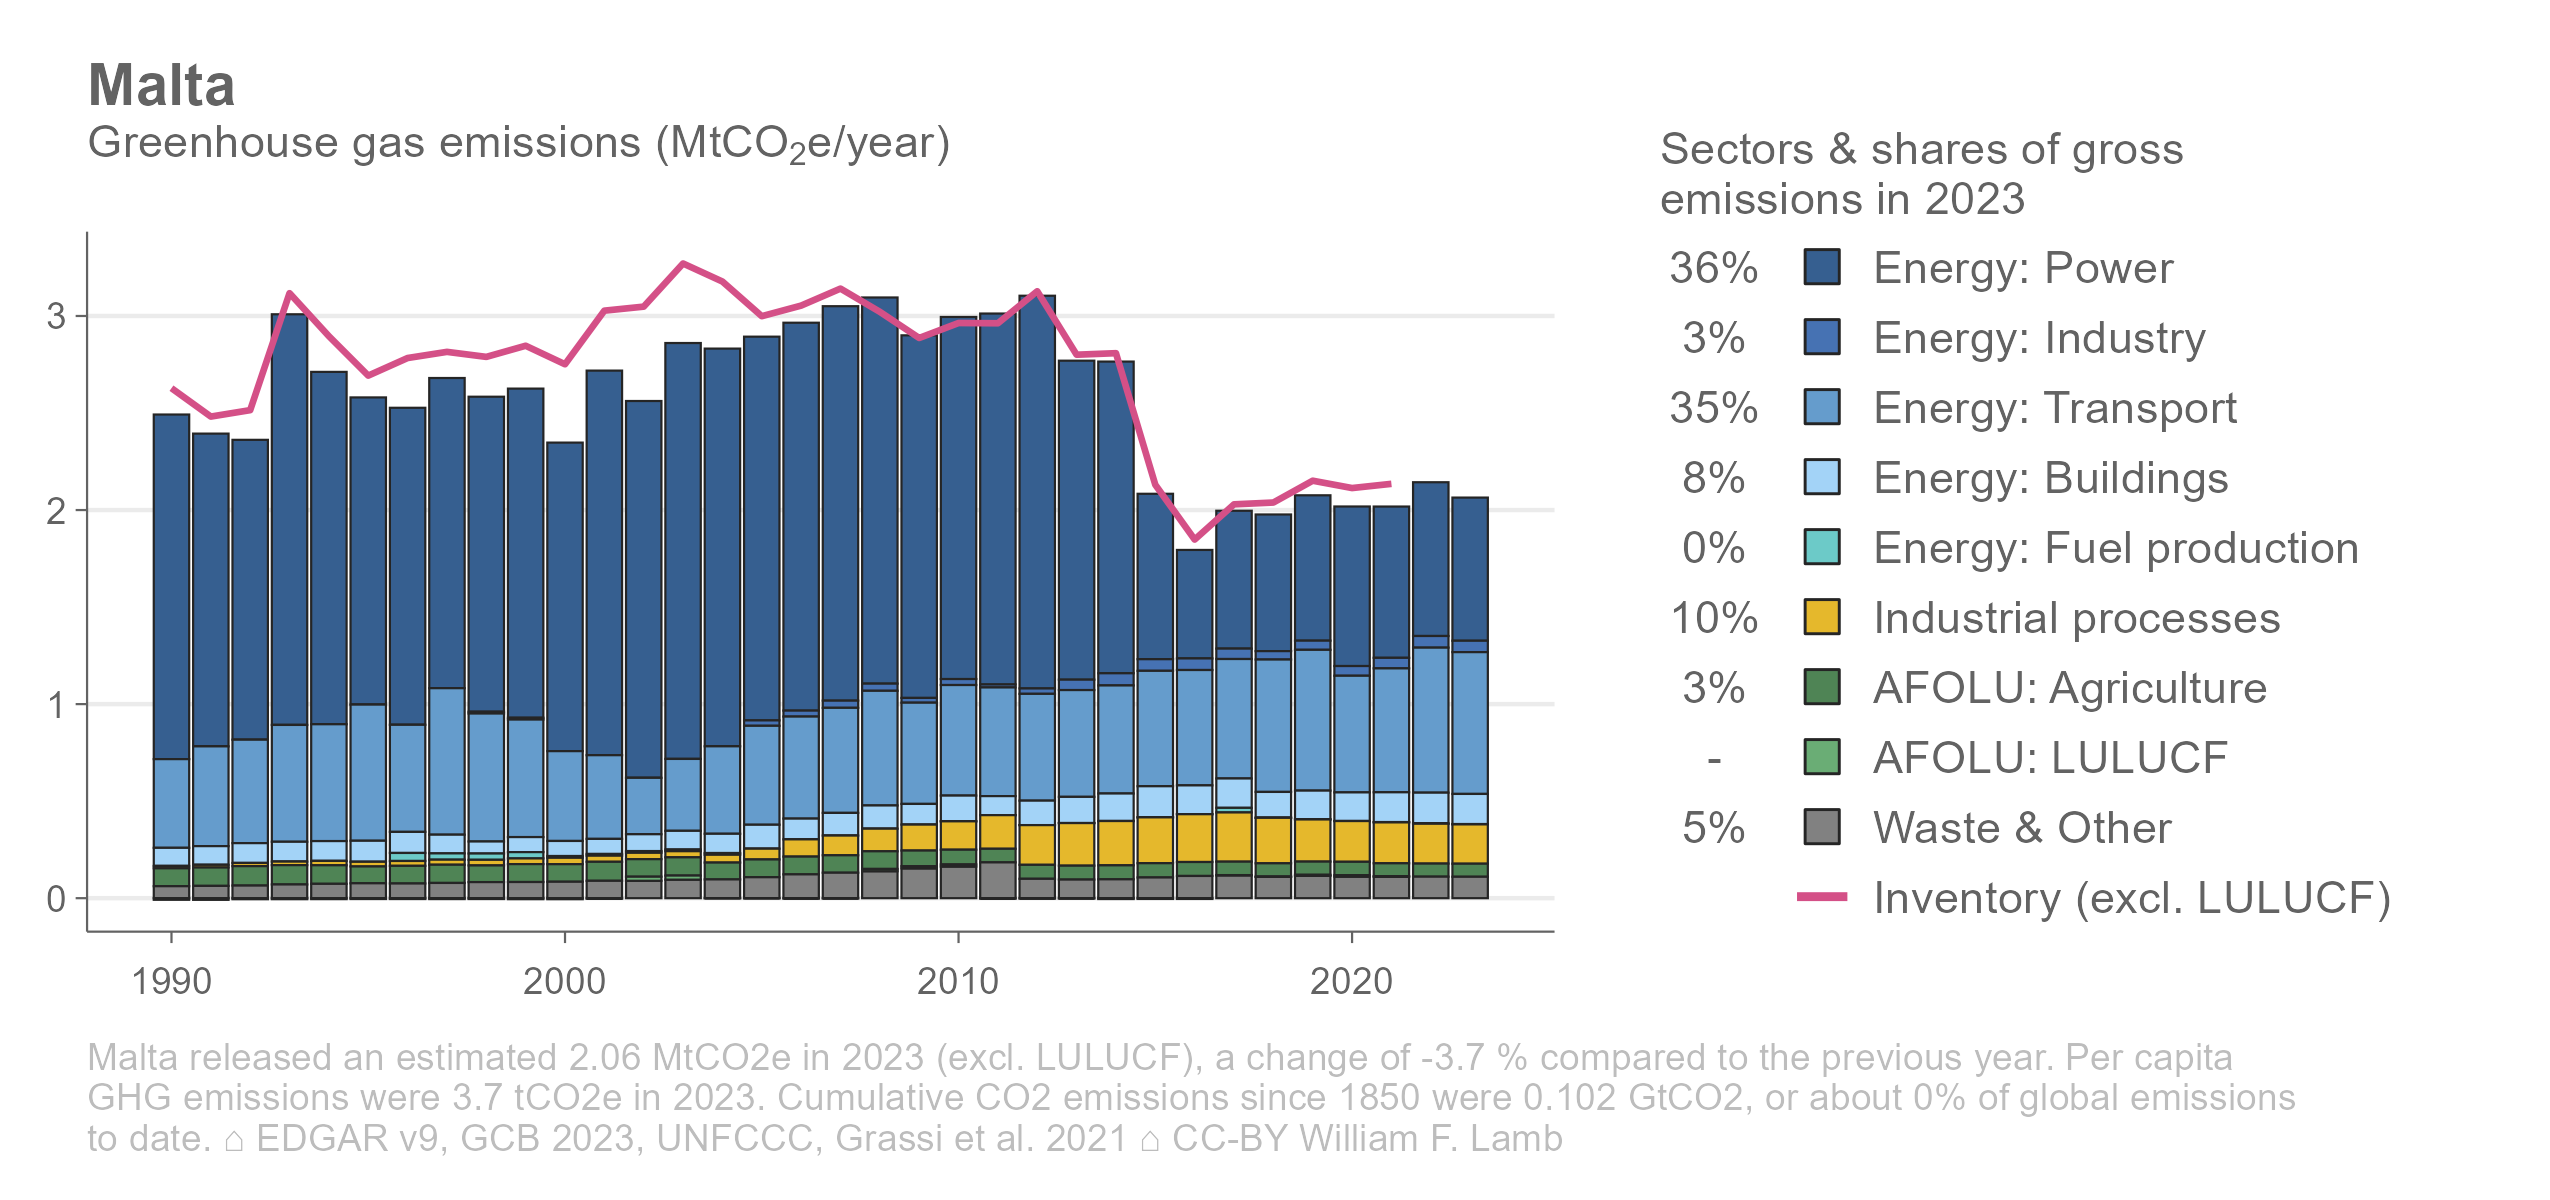 Malta
Greenhouse gas emissions (MtCO₂e/year)
Sectors & shares of gross
emissions in 2023
36% Energy: Power
3% Energy: Industry
35% Energy: Transport
8% Energy: Buildings
0% Energy: Fuel production
10% Industrial processes
3% AFOLU: Agriculture
- AFOLU: LULUCF
5% Waste & Other
Inventory (excl. LULUCF)
3
2
1
0
1990 2000 2010 2020
Malta released an estimated 2.06 MtCO2e in 2023 (excl. LULUCF), a change of -3.7 % compared to the previous year. Per capita
GHG emissions were 3.7 tCO2e in 2023. Cumulative CO2 emissions since 1850 were 0.102 GtCO2, or about 0% of global emissions
to date. ⌂ EDGAR v9, GCB 2023, UNFCCC, Grassi et al. 2021 ⌂ CC-BY William F. Lamb